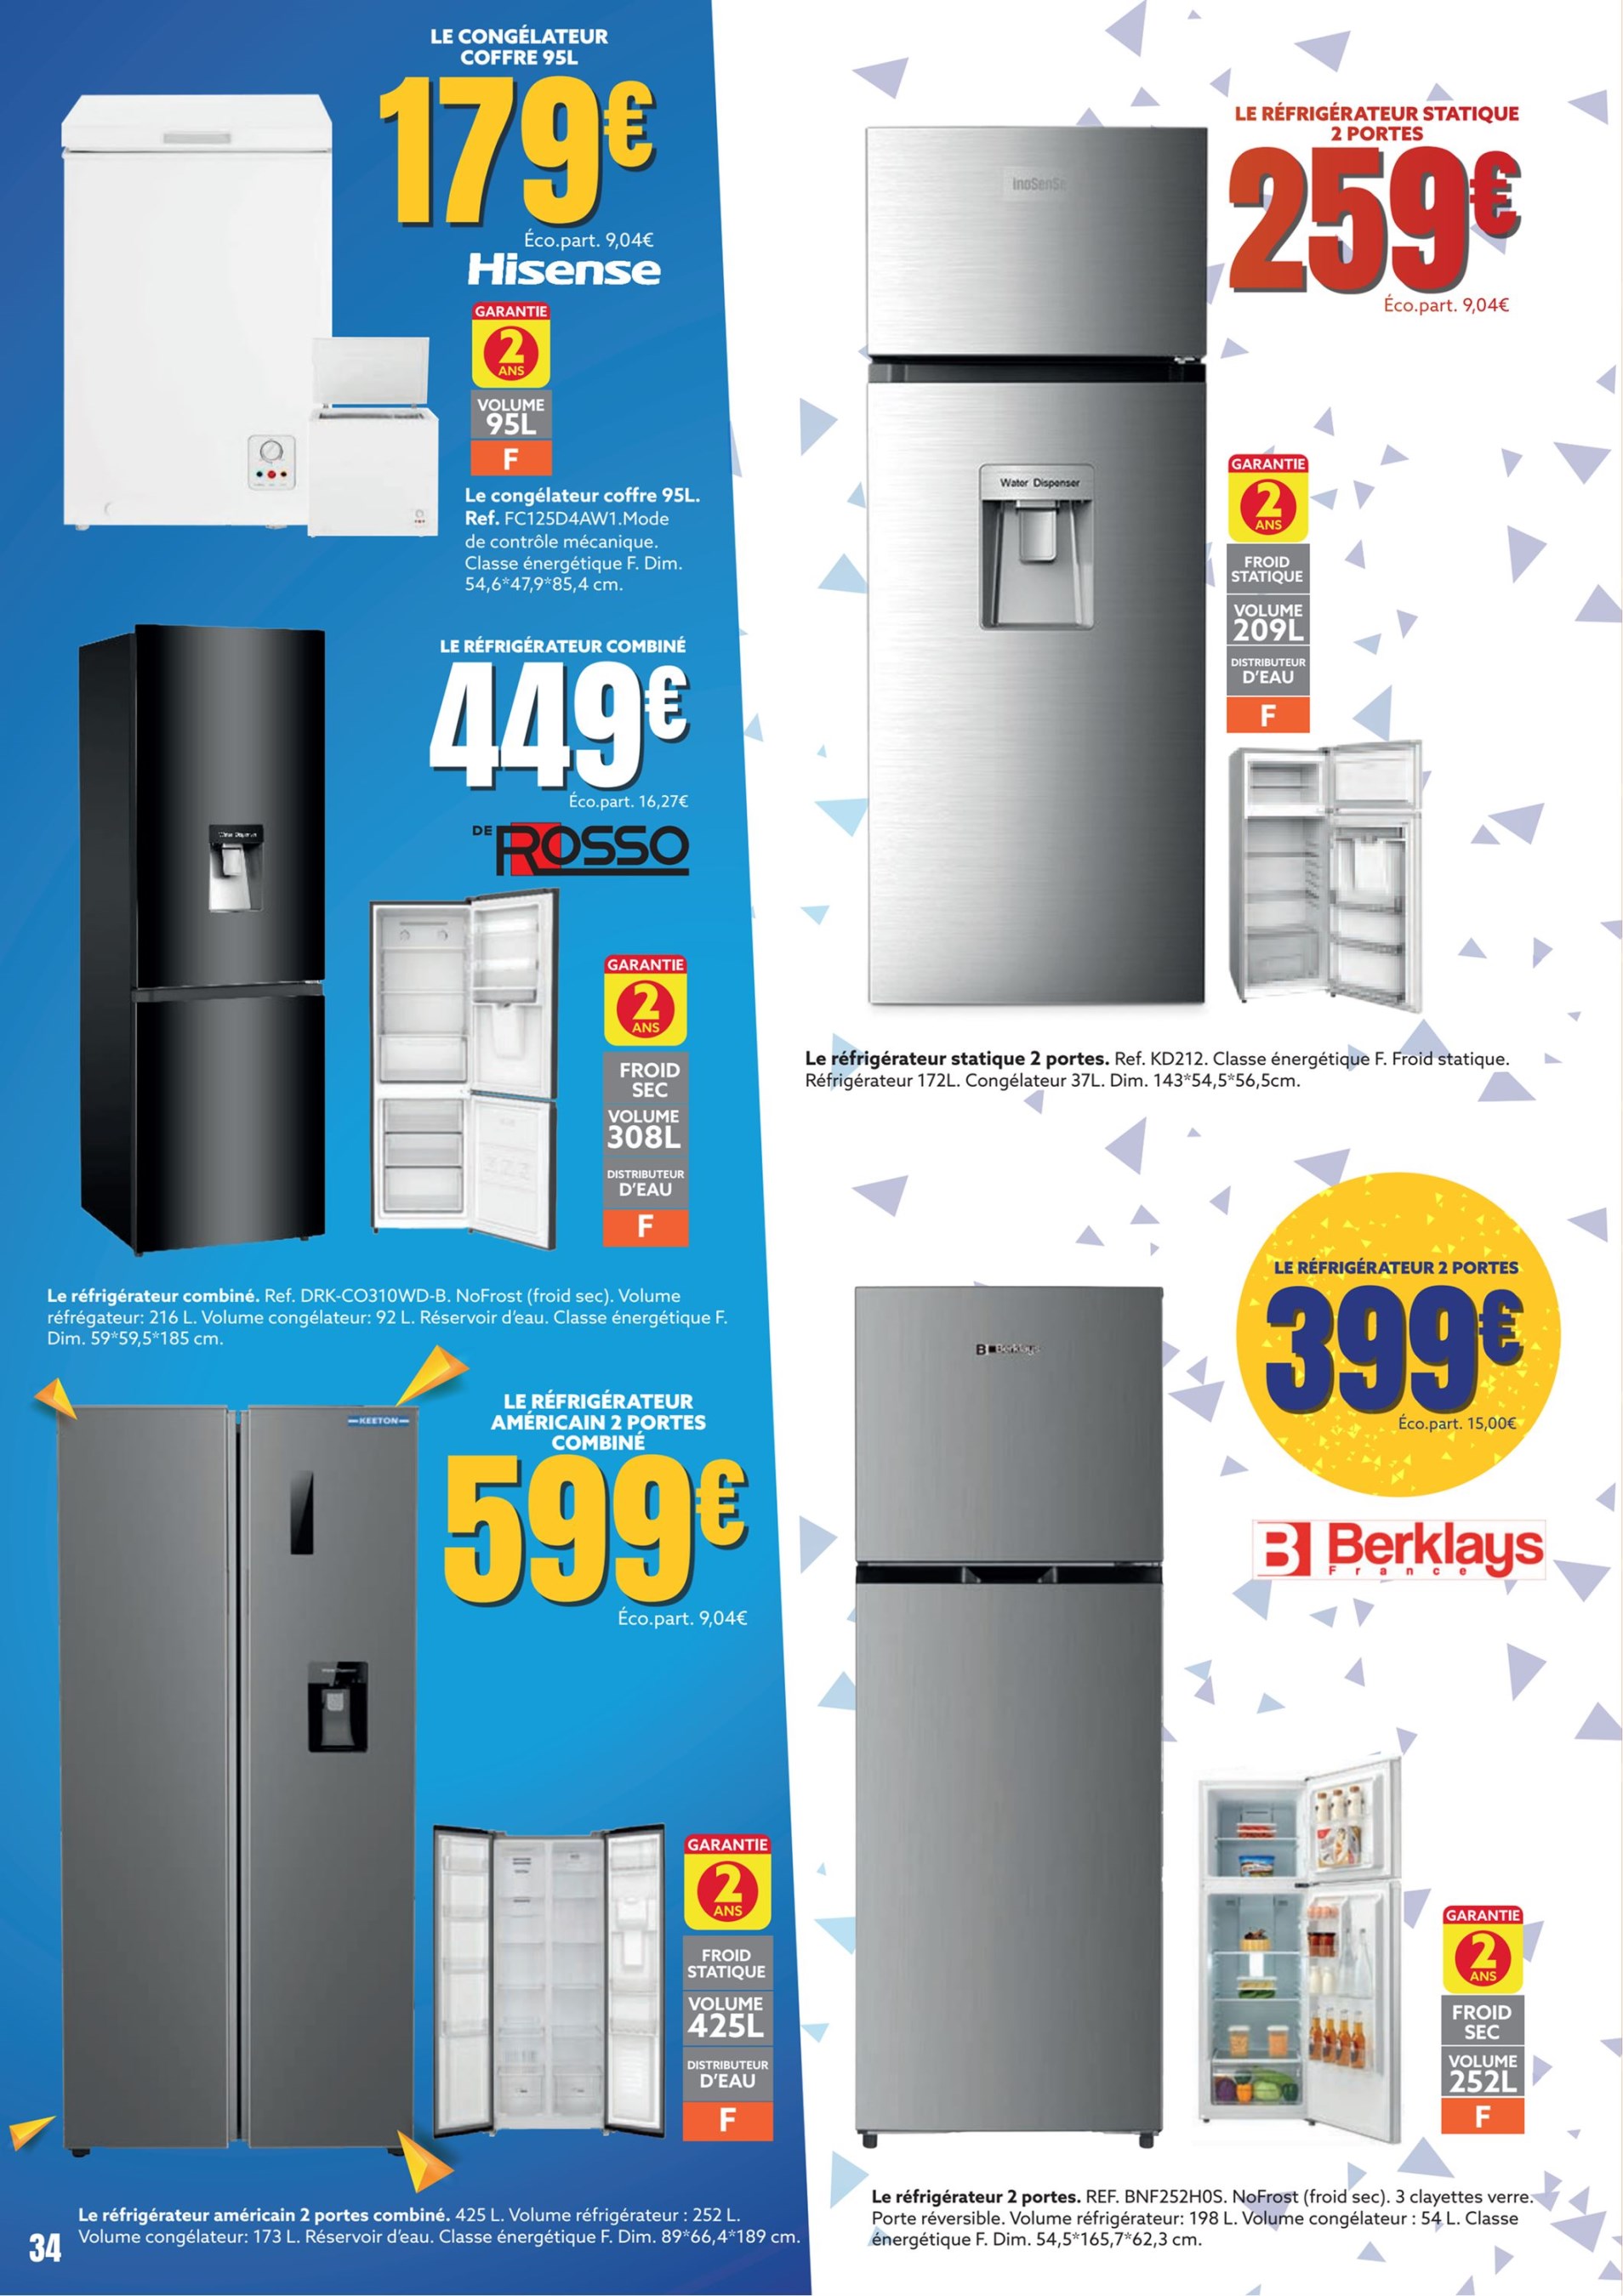 LE CONGÉLATEUR
COFFRE 95L
179€
Éco.part. 9,04€
Hisense
GARANTIE
2
ANS
VOLUME
95L
F
Le congélateur coffre 95L.
Ref. FC125D4AW1.Mode
de contrôle mécanique.
Classe énergétique F. Dim.
54,6*47,9*85,4 cm.
LE RÉFRIGÉRATEUR COMBINÉ
449€
Éco.part. 16,27€
DE ROSSO
Water Dispenser
GARANTIE
2
ANS
FROID
SEC
VOLUME
308L
DISTRIBUTEUR
D'EAU
F
Le réfrigérateur combiné. Ref. DRK-CO310WD-B. NoFrost (froid sec). Volume
réfrégateur: 216 L. Volume congélateur: 92 L. Réservoir d'eau. Classe énergétique F.
Dim. 59*59,5*185 cm.
KEETON
LE RÉFRIGÉRATEUR
AMÉRICAIN 2 PORTES
COMBINÉ
599€
Éco.part. 9,04€
GARANTIE
2
ANS
FROID
STATIQUE
VOLUME
425L
DISTRIBUTEUR
D'EAU
F
Le réfrigérateur américain 2 portes combiné. 425 L. Volume réfrigérateur : 252 L.
Volume congélateur: 173 L. Réservoir d'eau. Classe énergétique F. Dim. 89*66,4*189 cm.
34
LE RÉFRIGÉRATEUR STATIQUE
2 PORTES
259€
Éco.part. 9,04€
InoSenSe
Water Dispenser
GARANTIE
2
ANS
FROID
STATIQUE
VOLUME
209L
DISTRIBUTEUR
D'EAU
F
Le réfrigérateur statique 2 portes. Ref. KD212. Classe énergétique F. Froid statique.
Réfrigérateur 172L. Congélateur 37L. Dim. 143*54,5*56,5cm.
LE RÉFRIGÉRATEUR 2 PORTES
399€
Éco.part. 15,00€
B Berklays
B Berklays
France
GARANTIE
2
ANS
FROID
SEC
VOLUME
252L
F
Le réfrigérateur 2 portes. REF. BNF252H0S. NoFrost (froid sec). 3 clayettes verre.
Porte réversible. Volume réfrigérateur: 198 L. Volume congélateur : 54 L. Classe
énergétique F. Dim. 54,5*165,7*62,3 cm.